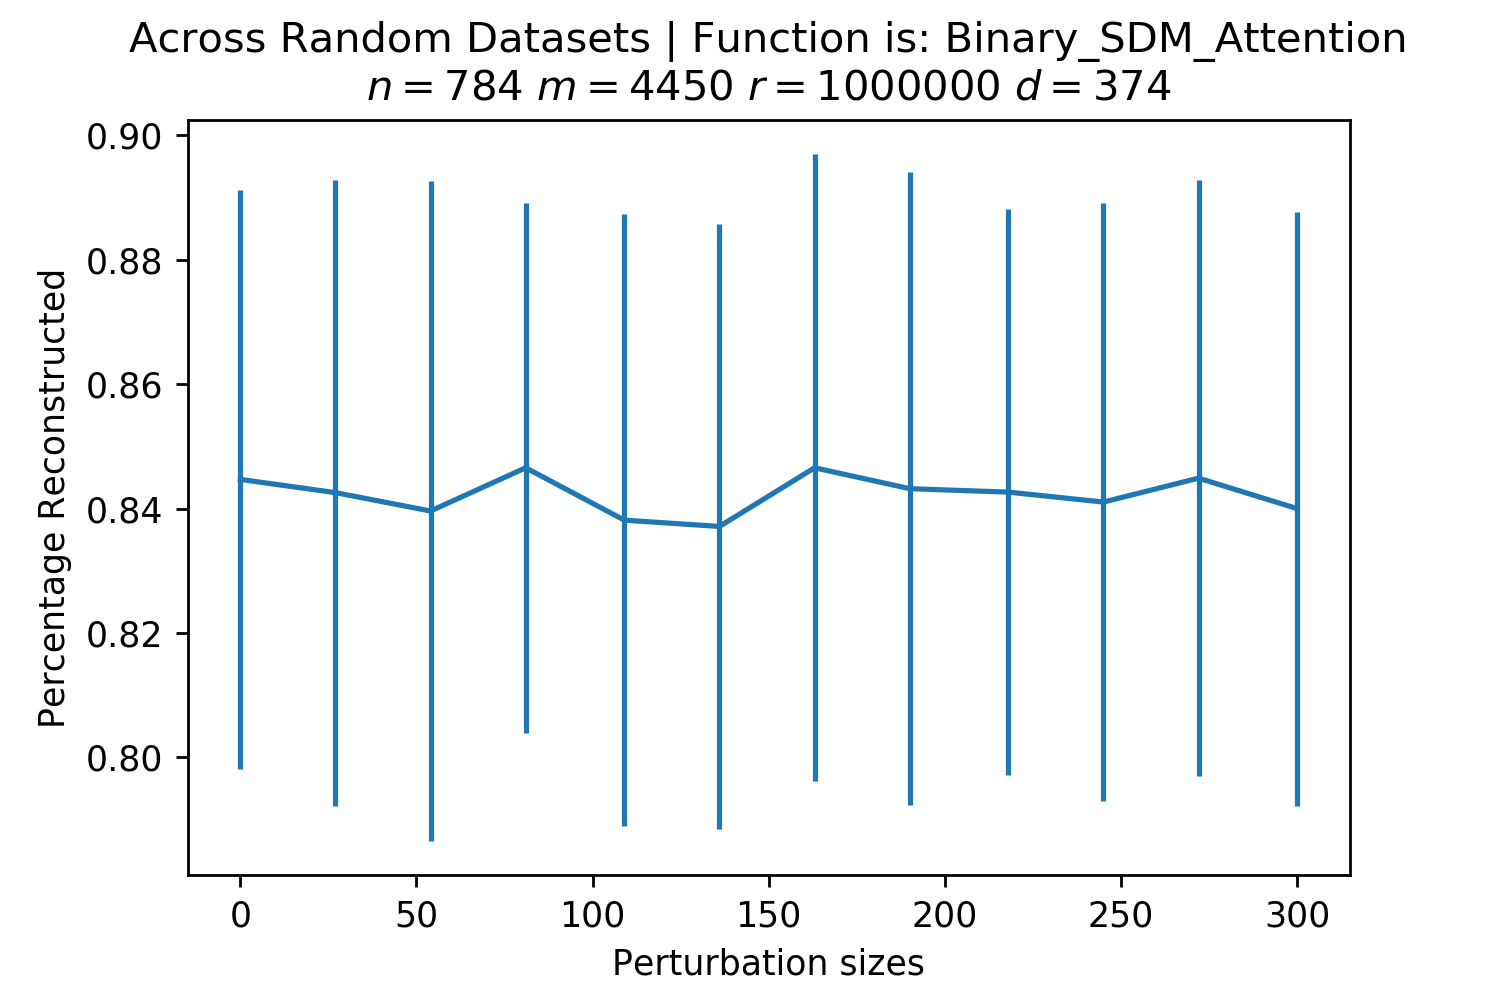 Across Random Datasets | Function is: Binary_SDM_Attention
n = 784 m = 4450 r = 1000000 d = 374
0.90
0.88
0.86
0.84
0.82
0.80
Percentage Reconstructed
0 50 100 150 200 250 300
Perturbation sizes